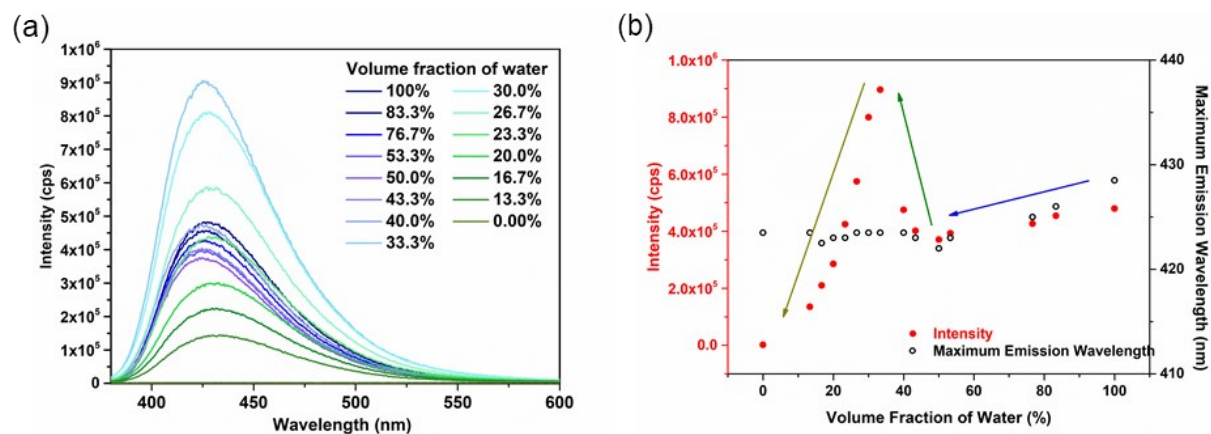 (a)
1x10⁶
9x10⁵
8x10⁵
7x10⁵
6x10⁵
5x10⁵
4x10⁵
3x10⁵
2x10⁵
1x10⁵
0
Intensity (cps)
400 450 500 550 600
Wavelength (nm)
Volume fraction of water
100% 30.0%
83.3% 26.7%
76.7% 23.3%
53.3% 20.0%
50.0% 16.7%
43.3% 13.3%
40.0% 0.00%
33.3%
(b)
1.0x10⁶
8.0x10⁵
6.0x10⁵
4.0x10⁵
2.0x10⁵
0.0
Intensity (cps)
440
430
420
410
Maximum Emission Wavelength (nm)
Intensity
Maximum Emission Wavelength
0 20 40 60 80 100
Volume Fraction of Water (%)